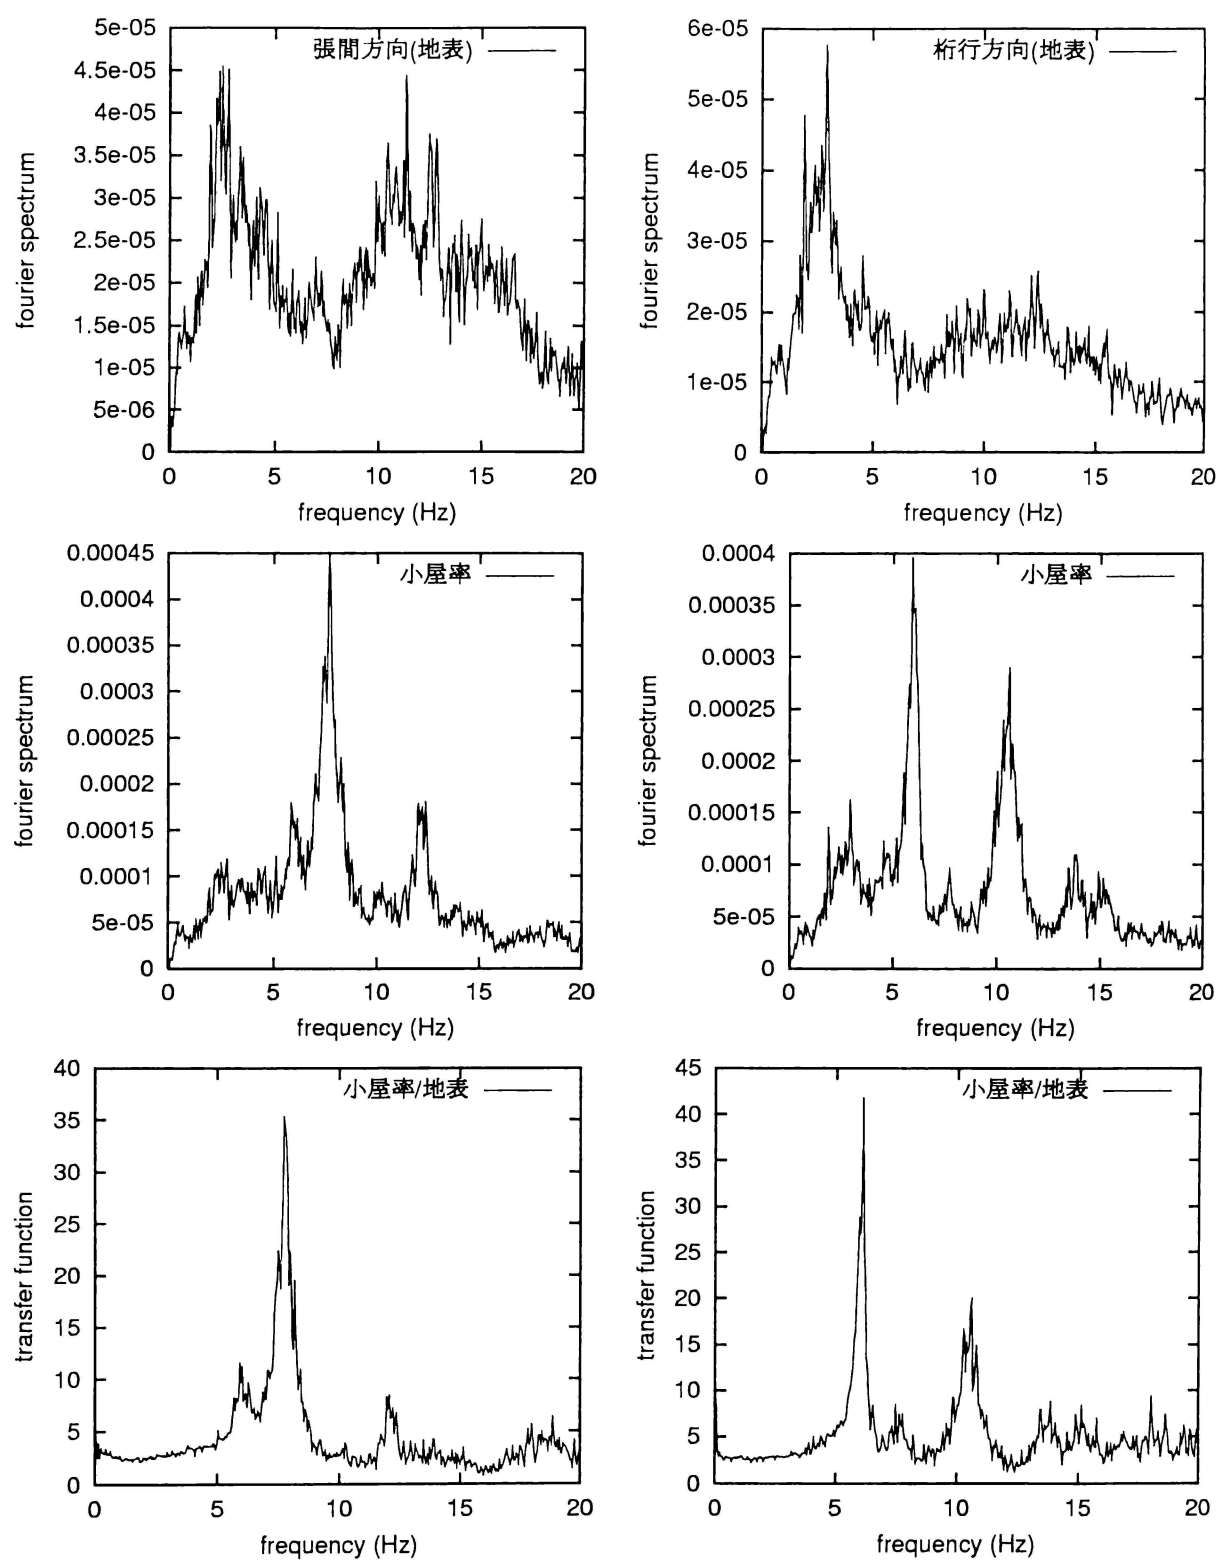 張間方向(地表)
5e-05
4.5e-05
4e-05
3.5e-05
3e-05
2.5e-05
2e-05
1.5e-05
1e-05
5e-06
0
fourier spectrum
0 5 10 15 20
frequency (Hz)
桁行方向(地表)
6e-05
5e-05
4e-05
3e-05
2e-05
1e-05
0
fourier spectrum
0 5 10 15 20
frequency (Hz)
小屋率
0.00045
0.0004
0.00035
0.0003
0.00025
0.0002
0.00015
0.0001
5e-05
0
fourier spectrum
0 5 10 15 20
frequency (Hz)
小屋率
0.0004
0.00035
0.0003
0.00025
0.0002
0.00015
0.0001
5e-05
0
fourier spectrum
0 5 10 15 20
frequency (Hz)
小屋率/地表
40
35
30
25
20
15
10
5
0
transfer function
0 5 10 15 20
frequency (Hz)
小屋率/地表
45
40
35
30
25
20
15
10
5
0
transfer function
0 5 10 15 20
frequency (Hz)